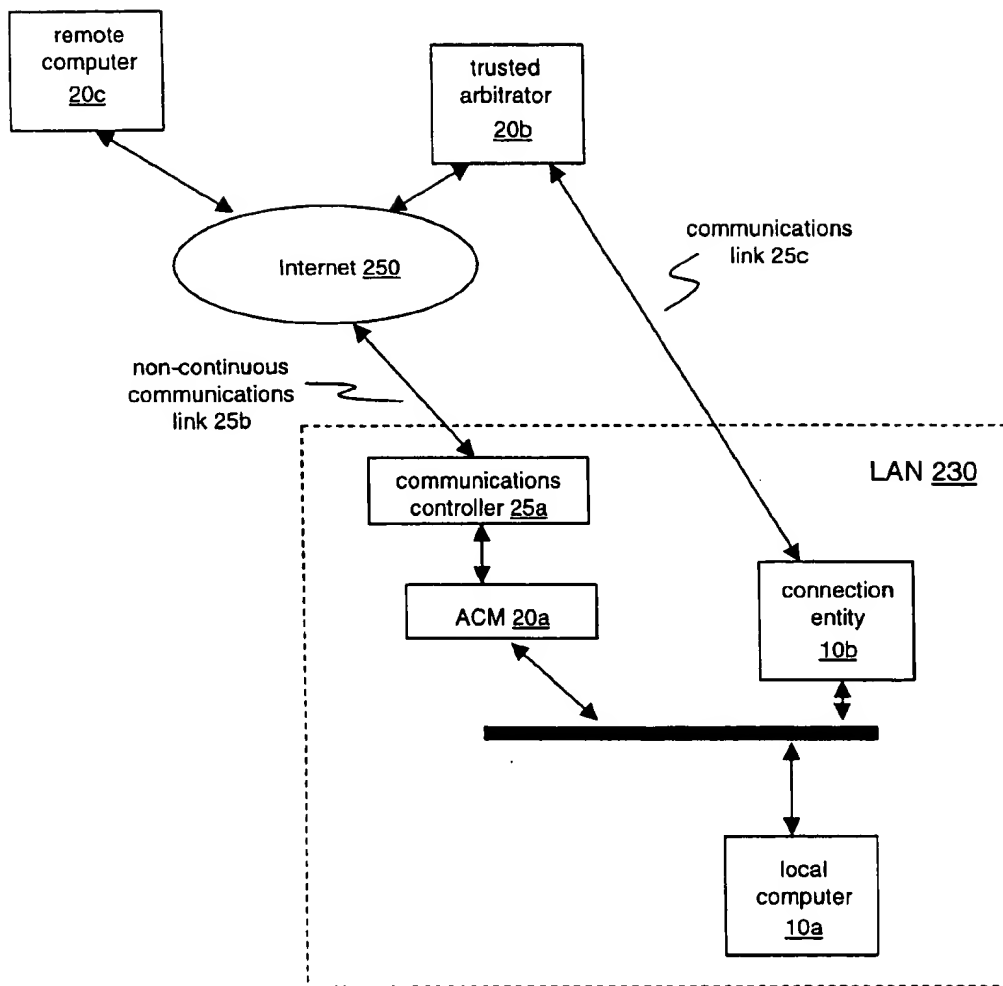 remote
computer
20c
trusted
arbitrator
20b
communications
link 25c
Internet 250
non-continuous
communications
link 25b
LAN 230
communications
controller 25a
connection
entity
10b
ACM 20a
local
computer
10a